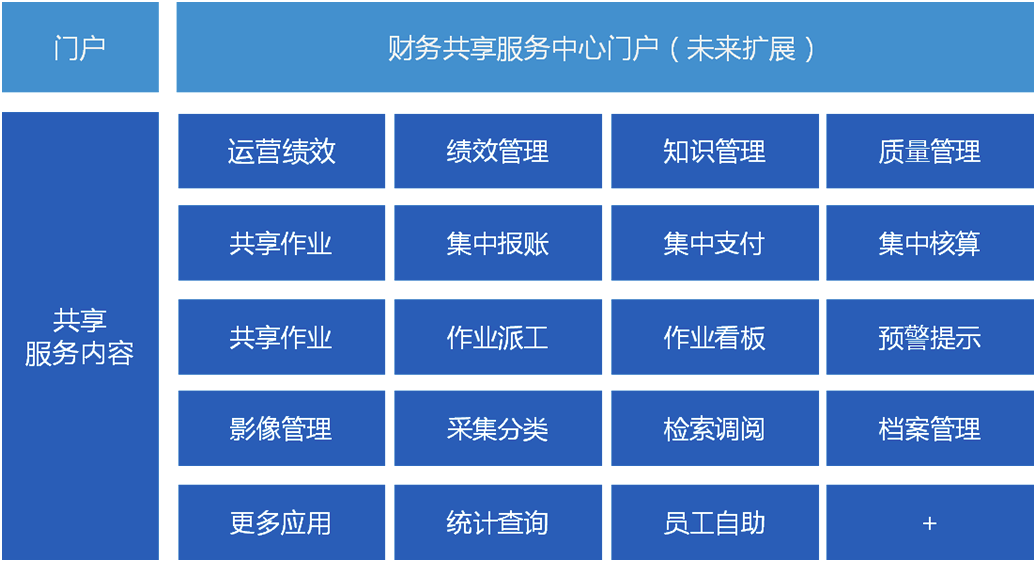 门户
财务共享服务中心门户（未来扩展）
共享
服务内容
运营绩效
绩效管理
知识管理
质量管理
共享作业
集中报账
集中支付
集中核算
共享作业
作业派工
作业看板
预警提示
影像管理
采集分类
检索调阅
档案管理
更多应用
统计查询
员工自助
+